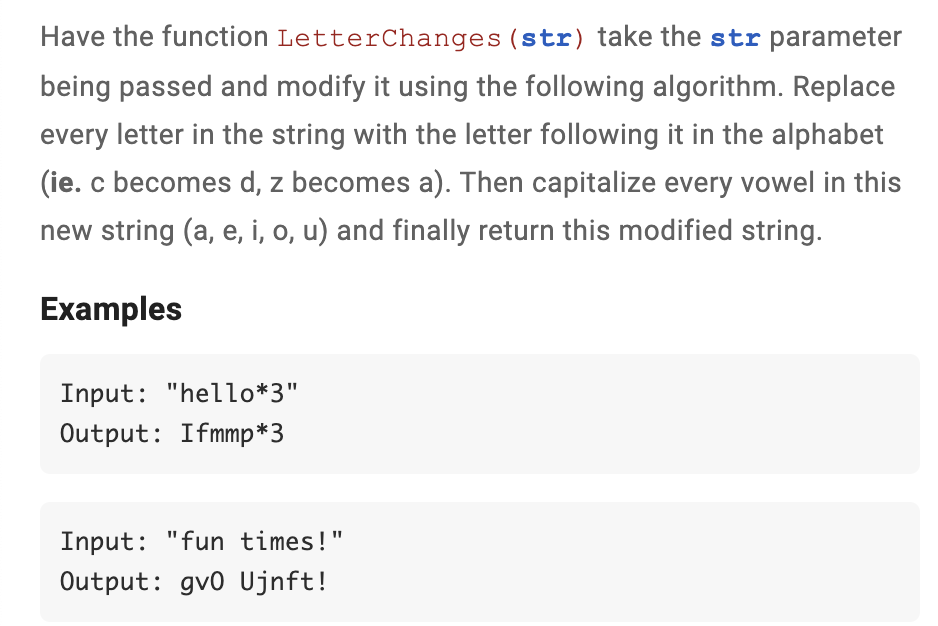 Have the function LetterChanges(str) take the str parameter
being passed and modify it using the following algorithm. Replace
every letter in the string with the letter following it in the alphabet
(ie. c becomes d, z becomes a). Then capitalize every vowel in this
new string (a, e, i, o, u) and finally return this modified string.
Examples
Input: "hello*3"
Output: Ifmmp*3
Input: "fun times!"
Output: gvO Ujnft!